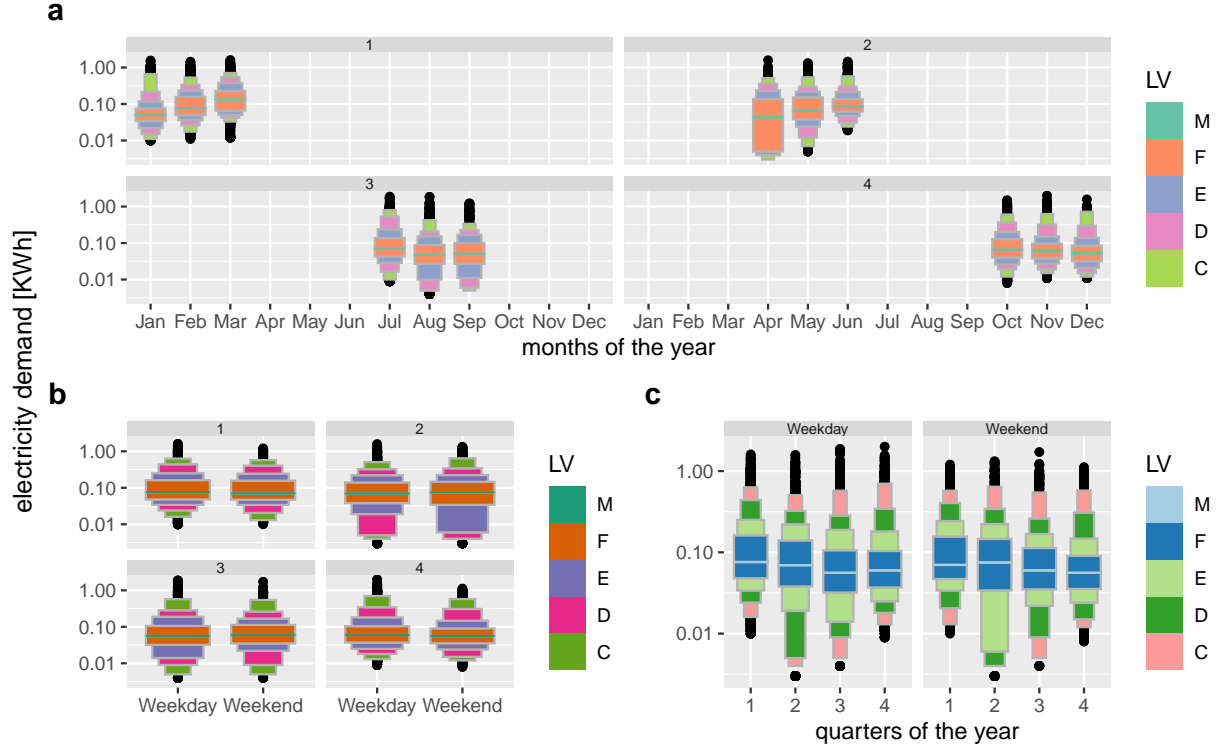 a
1 2
1.00
0.10
0.01
3 4
1.00
0.10
0.01
Jan Feb Mar Apr May Jun Jul Aug Sep Oct Nov Dec Jan Feb Mar Apr May Jun Jul Aug Sep Oct Nov Dec
months of the year
LV
M
F
E
D
C
electricity demand [KWh]
b
1 2
1.00
0.10
0.01
3 4
1.00
0.10
0.01
Weekday Weekend Weekday Weekend
LV
M
F
E
D
C
c
Weekday Weekend
1.00
0.10
0.01
1 2 3 4 1 2 3 4
quarters of the year
LV
M
F
E
D
C